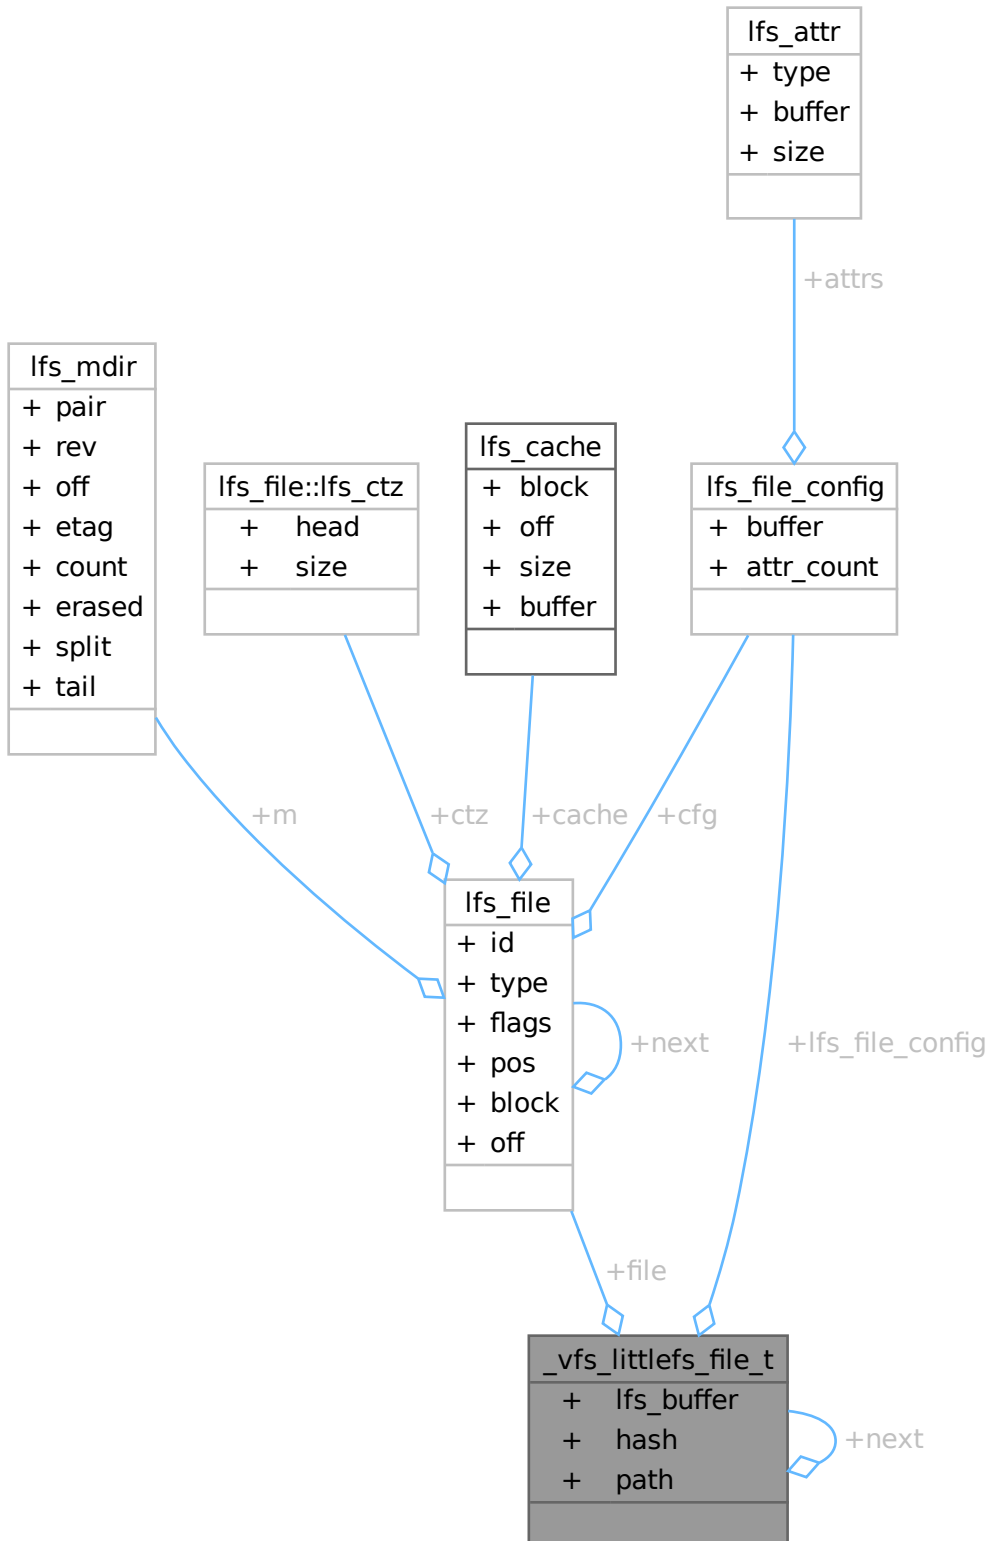 lfs_attr
+ type
+ buffer
+ size
+attrs
lfs_mdir
+ pair
+ rev
+ off
+ etag
+ count
+ erased
+ split
+ tail
lfs_file::lfs_ctz
+ head
+ size
lfs_cache
+ block
+ off
+ size
+ buffer
lfs_file_config
+ buffer
+ attr_count
+m
+ctz
+cache
+cfg
lfs_file
+ id
+ type
+ flags
+ pos
+ block
+ off
+next
+lfs_file_config
+file
_vfs_littlefs_file_t
+ lfs_buffer
+ hash
+ path
+next